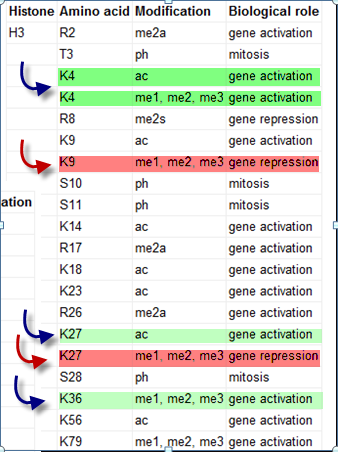 Histone Amino acid Modification Biological role
H3 R2 me2a gene activation
T3 ph mitosis
K4 ac gene activation
K4 me1, me2, me3 gene activation
R8 me2s gene repression
K9 ac gene activation
K9 me1, me2, me3 gene repression
S10 ph mitosis
ation S11 ph mitosis
K14 ac gene activation
R17 me2a gene activation
K18 ac gene activation
K23 ac gene activation
R26 me2a gene activation
K27 ac gene activation
K27 me1, me2, me3 gene repression
S28 ph mitosis
K36 me1, me2, me3 gene activation
K56 ac gene activation
K79 me1, me2, me3 gene activation